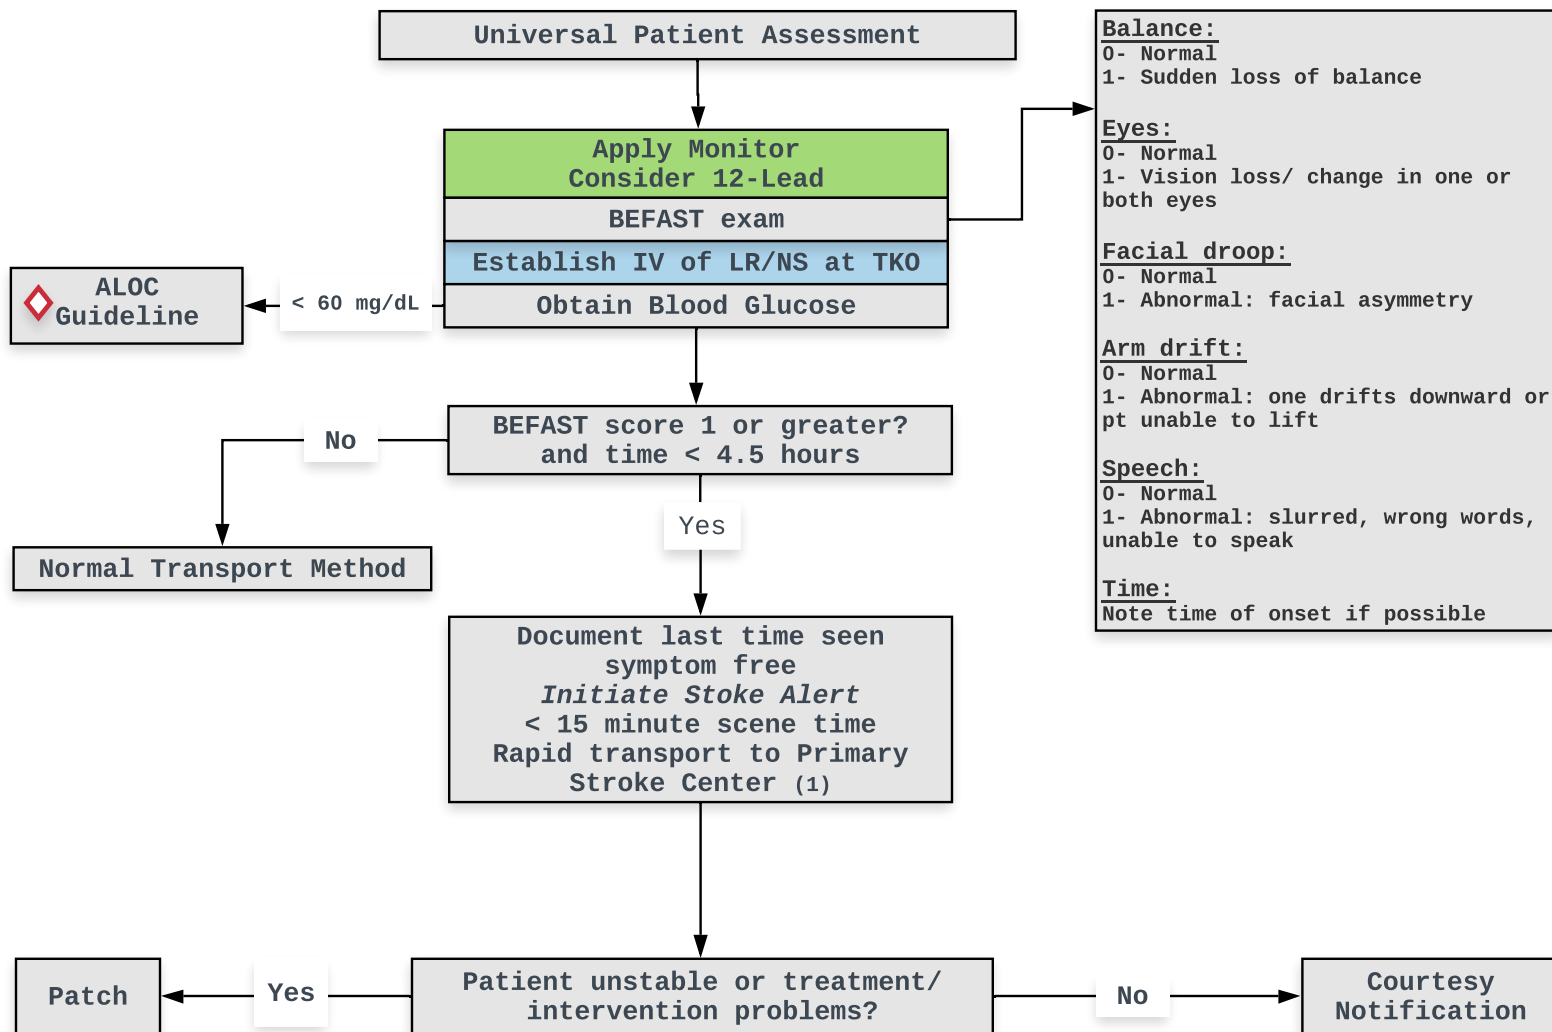 Universal Patient Assessment
Apply Monitor
Consider 12-Lead
BEFAST exam
Establish IV of LR/NS at TKO
Obtain Blood Glucose
< 60 mg/dL
ALOC
Guideline
BEFAST score 1 or greater?
and time < 4.5 hours
No
Normal Transport Method
Yes
Document last time seen
symptom free
Initiate Stoke Alert
< 15 minute scene time
Rapid transport to Primary
Stroke Center (1)
Patient unstable or treatment/
intervention problems?
Yes
Patch
No
Courtesy
Notification
Balance:
0- Normal
1- Sudden loss of balance
Eyes:
0- Normal
1- Vision loss/ change in one or
both eyes
Facial droop:
0- Normal
1- Abnormal: facial asymmetry
Arm drift:
0- Normal
1- Abnormal: one drifts downward or
pt unable to lift
Speech:
0- Normal
1- Abnormal: slurred, wrong words,
unable to speak
Time:
Note time of onset if possible